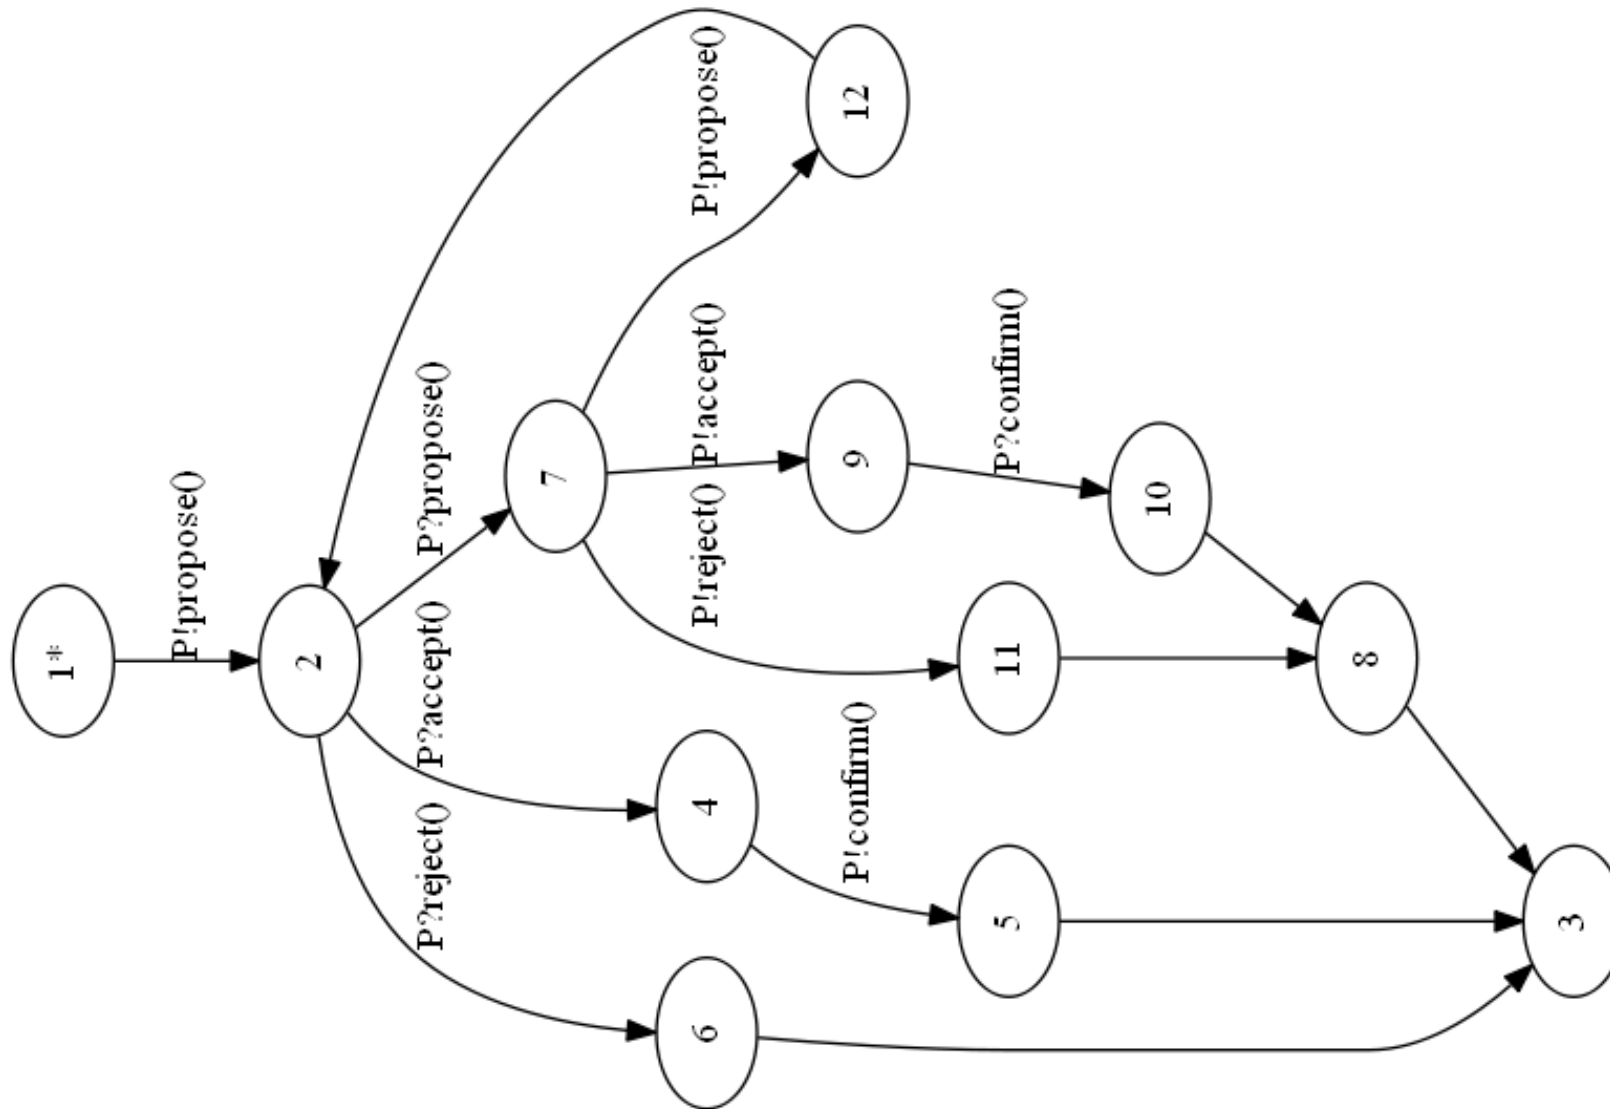 1*
P!propose()
2
P?reject()
P?accept()
P?propose()
7
6
4
P!reject()
P!accept()
P!propose()
P!confirm()
9
12
5
11
P?confirm()
10
8
3